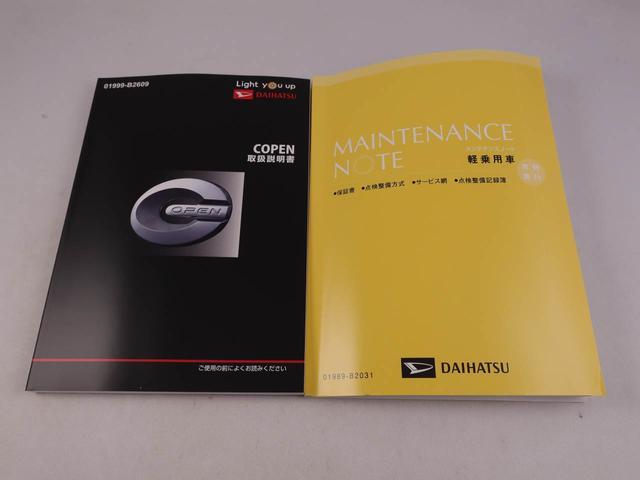 01999-B2609
Light you up
DAIHATSU
COPEN
取扱説明書
COPEN
ご使用の前によくお読みください
MAINTENANCE
NOTE
メンテナンスノート
軽乗用車
●保証書 ●点検整備方式 ●サービス網 ●点検整備記録簿
DAIHATSU
01989-B2031